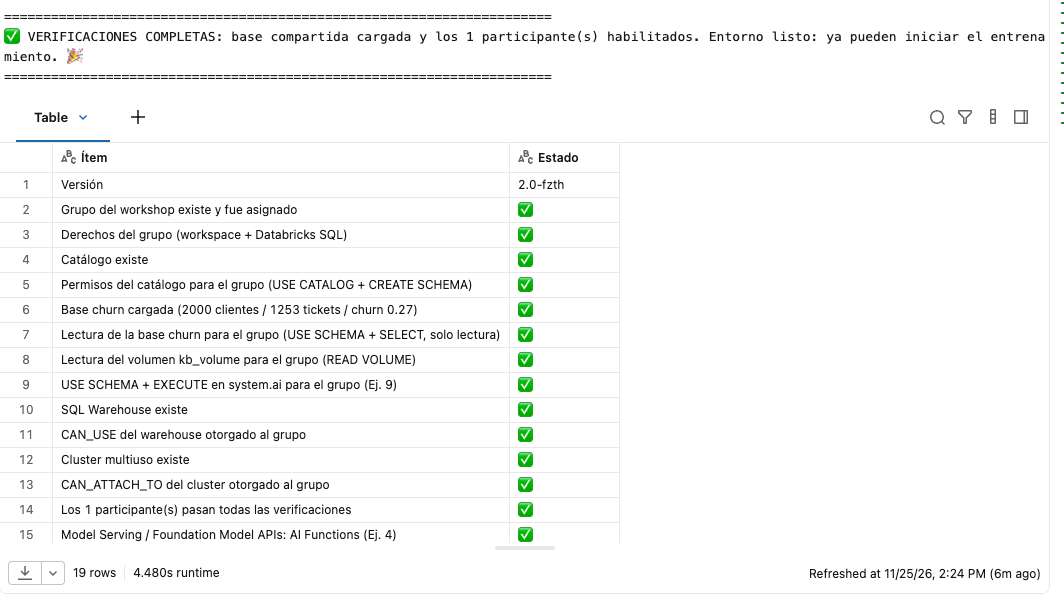 ======================================================================
✅ VERIFICACIONES COMPLETAS: base compartida cargada y los 1 participante(s) habilitados. Entorno listo: ya pueden iniciar el entrena
miento. 🎉
======================================================================
Table
Ítem Estado
1 Versión 2.0-fzth
2 Grupo del workshop existe y fue asignado ✅
3 Derechos del grupo (workspace + Databricks SQL) ✅
4 Catálogo existe ✅
5 Permisos del catálogo para el grupo (USE CATALOG + CREATE SCHEMA) ✅
6 Base churn cargada (2000 clientes / 1253 tickets / churn 0.27) ✅
7 Lectura de la base churn para el grupo (USE SCHEMA + SELECT, solo lectura) ✅
8 Lectura del volumen kb_volume para el grupo (READ VOLUME) ✅
9 USE SCHEMA + EXECUTE en system.ai para el grupo (Ej. 9) ✅
10 SQL Warehouse existe ✅
11 CAN_USE del warehouse otorgado al grupo ✅
12 Cluster multiuso existe ✅
13 CAN_ATTACH_TO del cluster otorgado al grupo ✅
14 Los 1 participante(s) pasan todas las verificaciones ✅
15 Model Serving / Foundation Model APIs: AI Functions (Ej. 4) ✅
19 rows 4.480s runtime Refreshed at 11/25/26, 2:24 PM (6m ago)